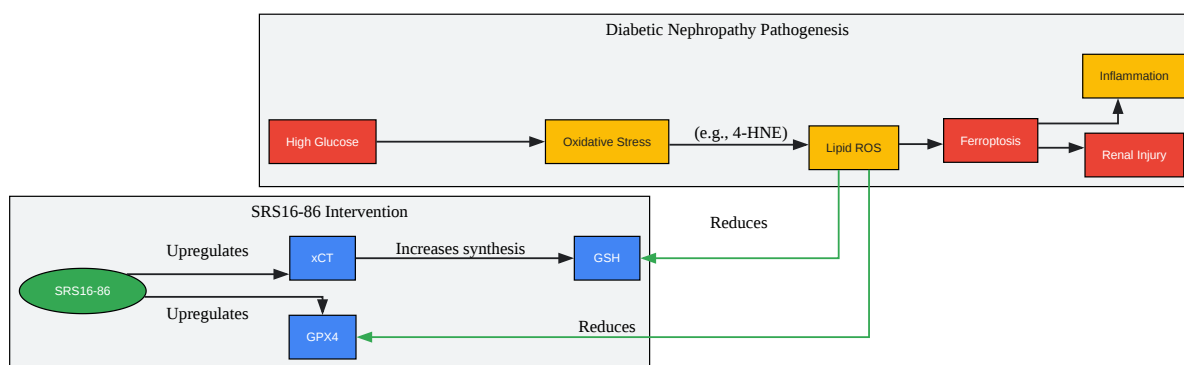 Diabetic Nephropathy Pathogenesis
Inflammation
High Glucose
Oxidative Stress
(e.g., 4-HNE)
Lipid ROS
Ferroptosis
Renal Injury
SRS16-86 Intervention
Reduces
Upregulates
xCT
Increases synthesis
GSH
SRS16-86
Upregulates
GPX4
Reduces